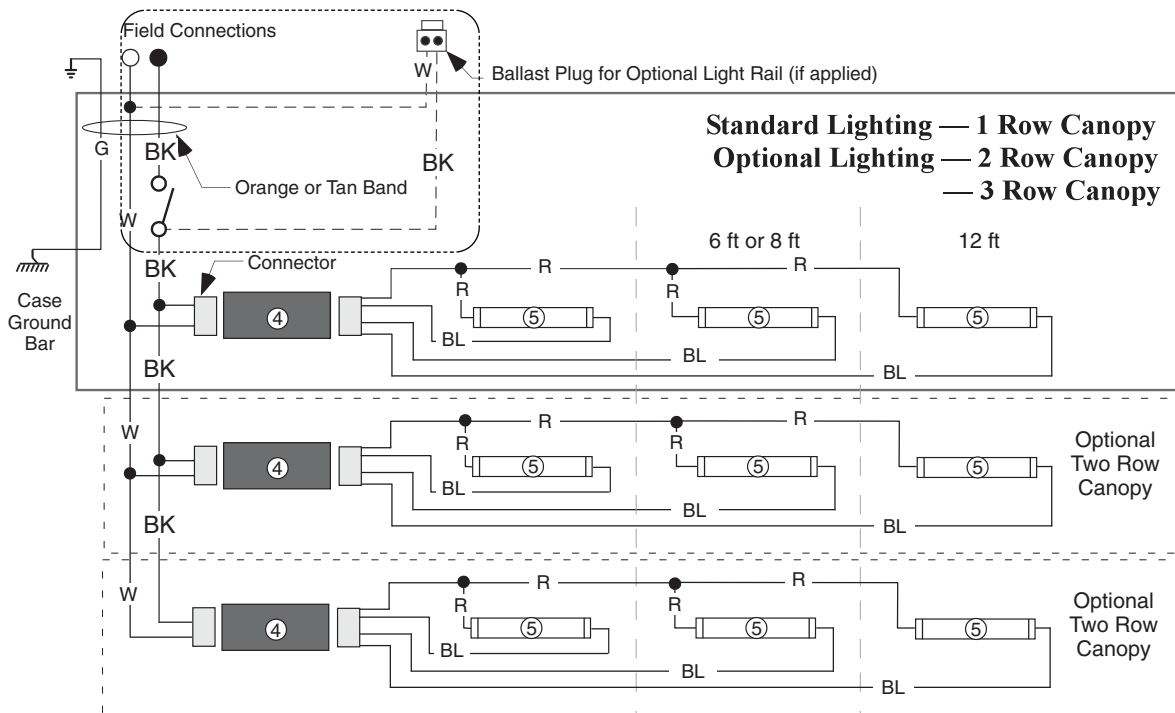 Field Connections
W
Ballast Plug for Optional Light Rail (if applied)
Standard Lighting — 1 Row Canopy
Optional Lighting — 2 Row Canopy
— 3 Row Canopy
G
BK
BK
Orange or Tan Band
W
6 ft or 8 ft
12 ft
BK
Connector
R
R
Case
Ground
Bar
4
R
5
R
5
5
BL
BL
BL
BK
W
R
R
4
R
5
R
5
5
BL
BL
BL
Optional
Two Row
Canopy
BK
W
R
R
4
R
5
R
5
5
BL
BL
BL
Optional
Two Row
Canopy